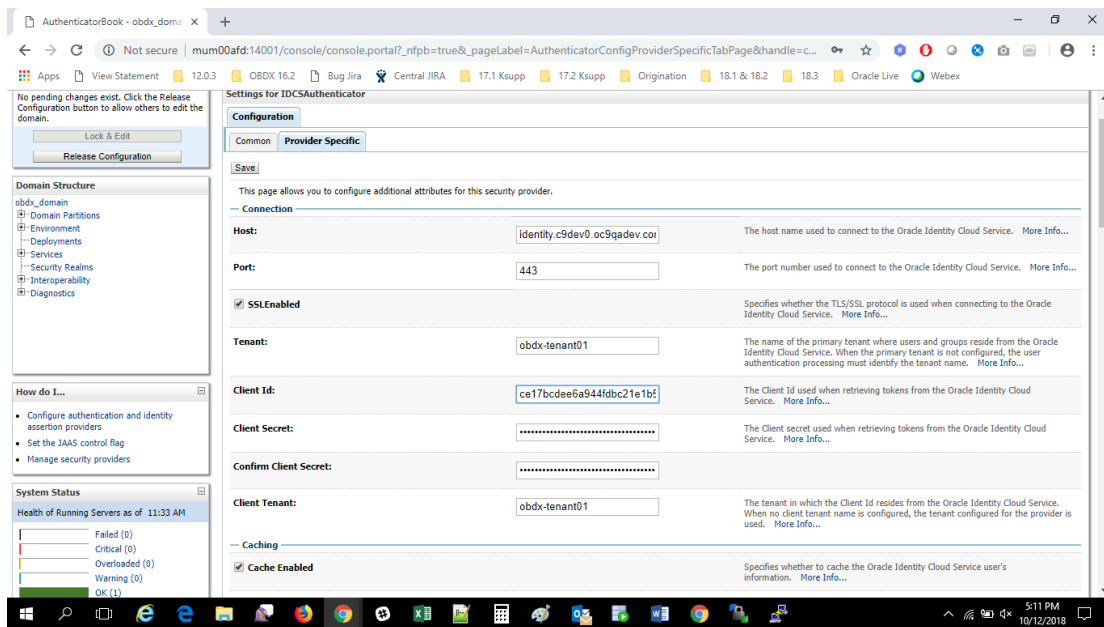 AuthenticatorBook - obdx_doma
Not secure | mum00afd:14001/console/console.portal?_nfpb=true&_pageLabel=AuthenticatorConfigProviderSpecificTabPage&handle=c...
Apps View Statement 12.0.3 OBDX 16.2 Bug Jira Central JIRA 17.1 Ksupp 17.2 Ksupp Origination 18.1 & 18.2 18.3 Oracle Live Webex
No pending changes exist. Click the Release
Configuration button to allow others to edit the
domain.
Lock & Edit
Release Configuration
Domain Structure
obdx_domain
Domain Partitions
Environment
Deployments
Services
Security Realms
Interoperability
Diagnostics
How do I...
Configure authentication and identity
assertion providers
Set the JAAS control flag
Manage security providers
System Status
Health of Running Servers as of 11:33 AM
Failed (0)
Critical (0)
Overloaded (0)
Warning (0)
OK (1)
Settings for IDCSAuthenticator
Configuration
Common Provider Specific
Save
This page allows you to configure additional attributes for this security provider.
Connection
Host:
identity.c9dev0.oc9qadev.cor
The host name used to connect to the Oracle Identity Cloud Service. More Info...
Port:
443
The port number used to connect to the Oracle Identity Cloud Service. More Info...
SSLEnabled
Specifies whether the TLS/SSL protocol is used when connecting to the Oracle
Identity Cloud Service. More Info...
Tenant:
obdx-tenant01
The name of the primary tenant where users and groups reside from the Oracle
Identity Cloud Service. When the primary tenant is not configured, the user
authentication processing must identify the tenant name. More Info...
Client Id:
ce17bcdee6a944fdbc21e1b5
The Client Id used when retrieving tokens from the Oracle Identity Cloud
Service. More Info...
Client Secret:
The Client secret used when retrieving tokens from the Oracle Identity Cloud
Service. More Info...
Confirm Client Secret:
Client Tenant:
obdx-tenant01
The tenant in which the Client Id resides from the Oracle Identity Cloud Service.
When no client tenant name is configured, the tenant configured for the provider is
used. More Info...
Caching
Cache Enabled
Specifies whether to cache the Oracle Identity Cloud Service user's
information. More Info...
5:11 PM
10/12/2018